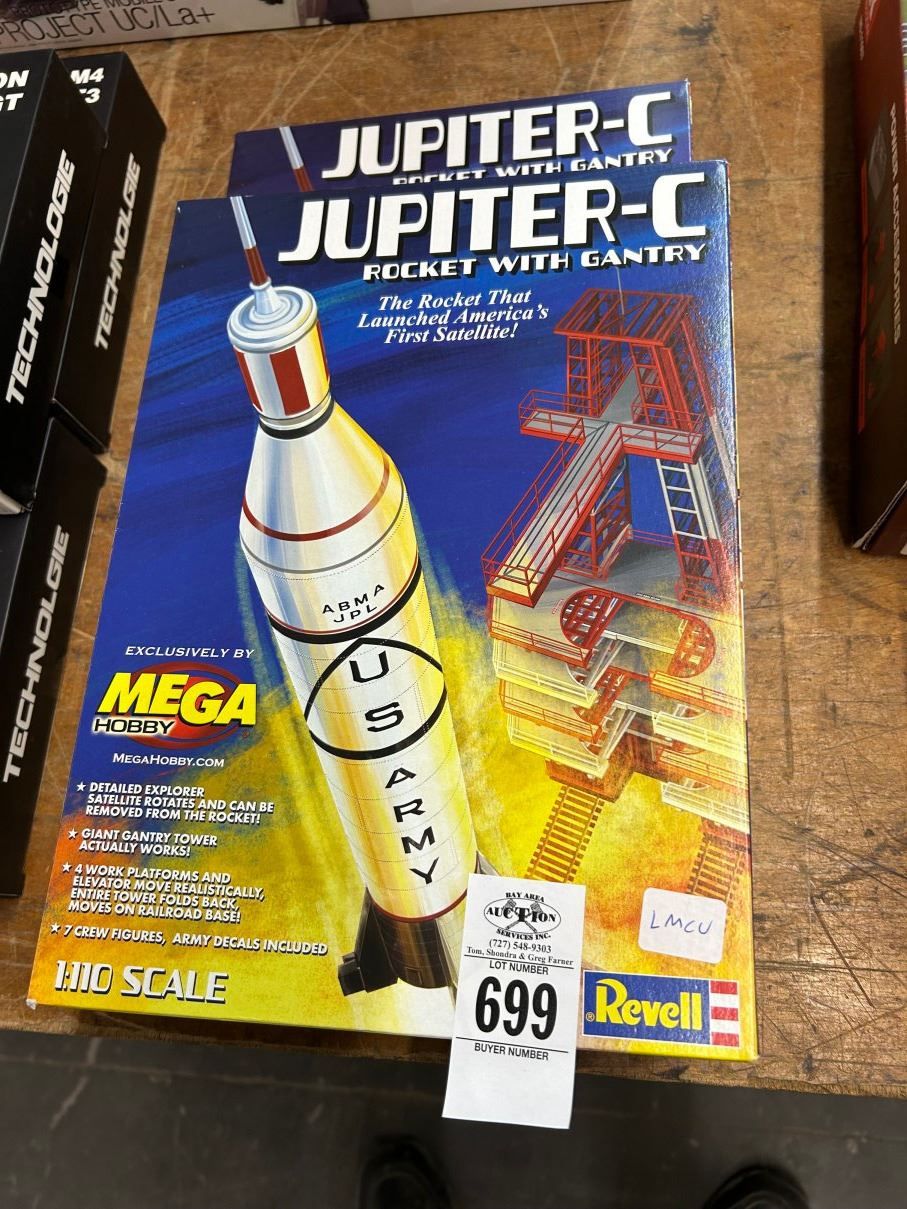 PROJECT UC/La+
ON
GT
M4
F3
TECHNOLOGIE
TECHNOLGIE
TECHNOLGIE
JUPITER-C
ROCKET WITH GANTRY
JUPITER-C
ROCKET WITH GANTRY
The Rocket That
Launched America's
First Satellite!
ABMA
JPL
U
S
A
R
M
Y
EXCLUSIVELY BY
MEGA
HOBBY
MEGAHOBBY.COM
★ DETAILED EXPLORER
SATELLITE ROTATES AND CAN BE
REMOVED FROM THE ROCKET!
★ GIANT GANTRY TOWER
ACTUALLY WORKS!
★ 4 WORK PLATFORMS AND
ELEVATOR MOVE REALISTICALLY,
ENTIRE TOWER FOLDS BACK,
MOVES ON RAILROAD BASE!
★ 7 CREW FIGURES, ARMY DECALS INCLUDED
1:110 SCALE
BAY AREA
AUCTION
SERVICES INC.
(727) 548-9303
Tom, Shondra & Greg Farner
LOT NUMBER
699
BUYER NUMBER
LMCU
Revell